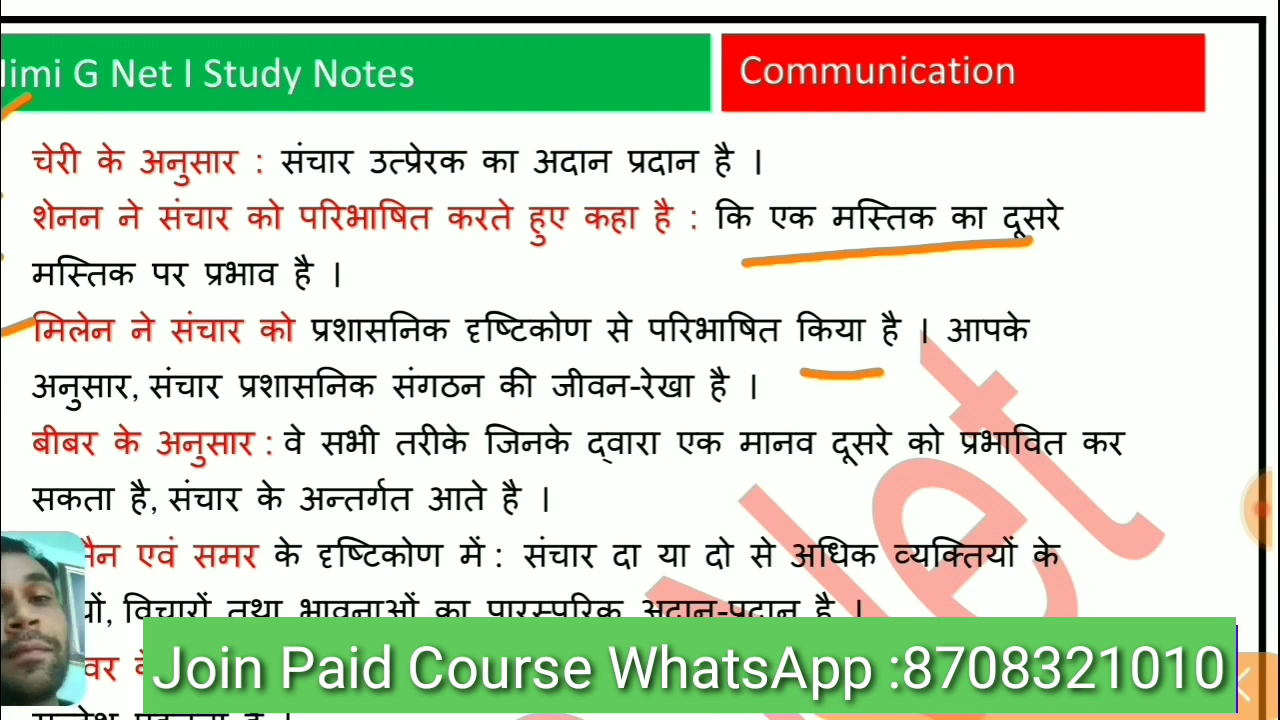 imi G Net I Study Notes
Communication
चेरी के अनुसार : संचार उत्प्रेरक का अदान प्रदान है ।
शेनन ने संचार को परिभाषित करते हुए कहा है : कि एक मस्तिक का दूसरे
मस्तिक पर प्रभाव है ।
मिलेन ने संचार को प्रशासनिक दृष्टिकोण से परिभाषित किया है । आपके
अनुसार, संचार प्रशासनिक संगठन की जीवन-रेखा है ।
बीबर के अनुसार : वे सभी तरीके जिनके द्वारा एक मानव दूसरे को प्रभावित कर
सकता है, संचार के अन्तर्गत आते है ।
एवं समर के दृष्टिकोण में : संचार दा या दो से अधिक व्यक्तियों के
विचारों तथा भावनाओं का पारस्परिक अदान-प्रदान है ।
Join Paid Course WhatsApp :8708321010
Net